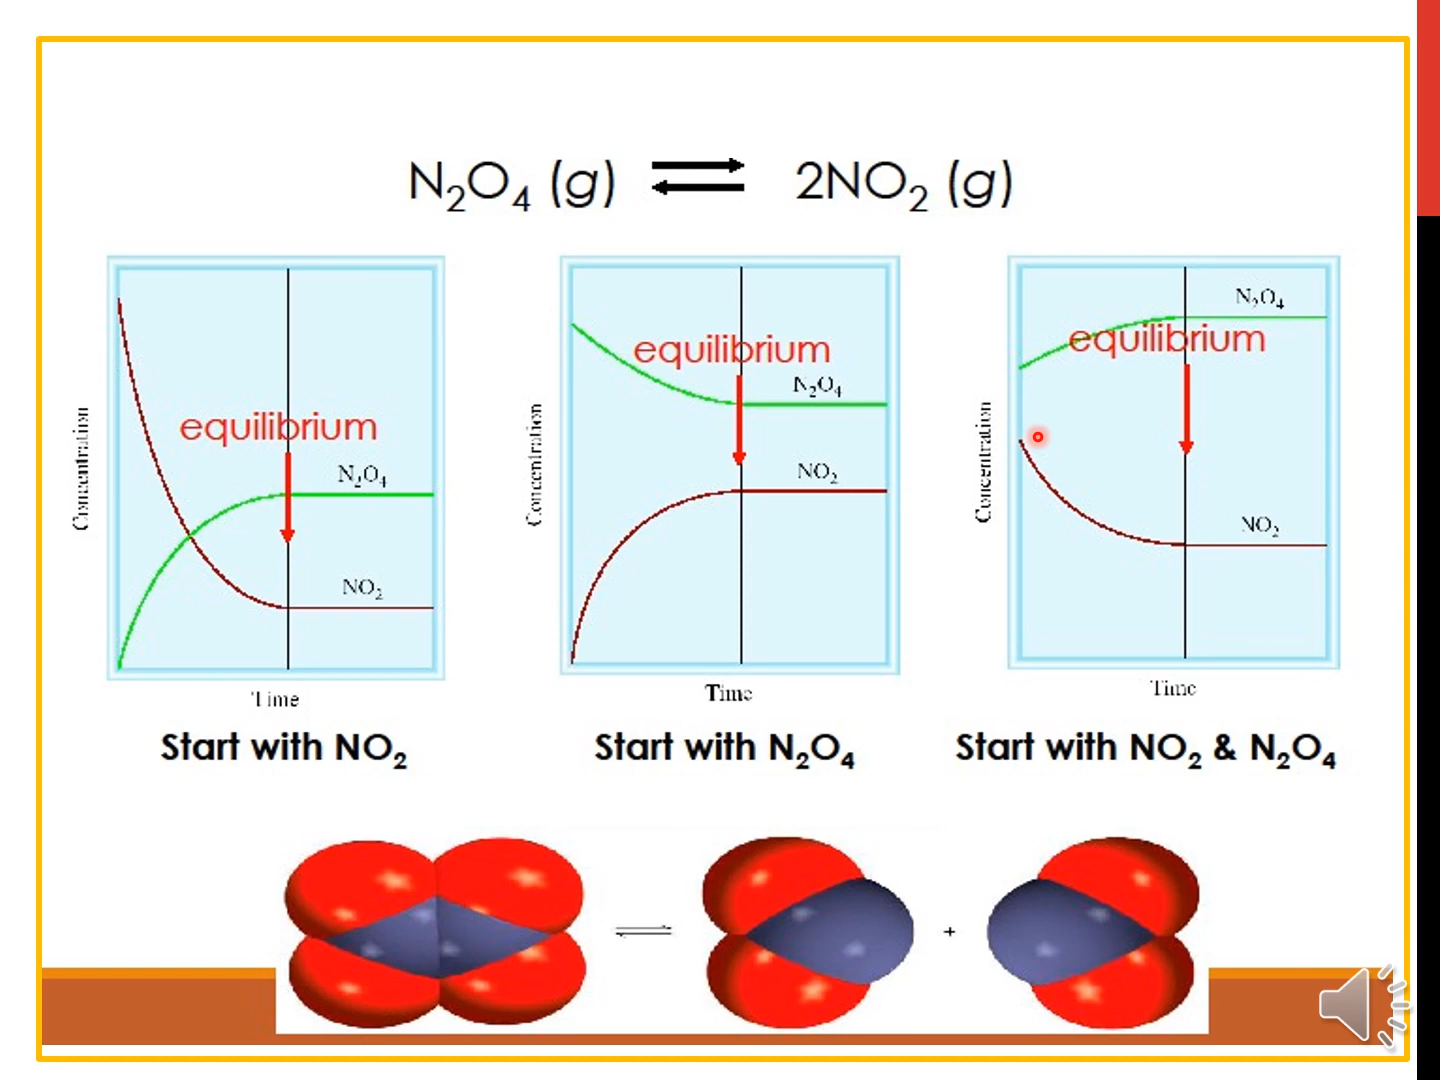 N₂O₄ (g) ⇌ 2NO₂ (g)
Concentration
equilibrium
N₂O₄
NO₂
Time
Start with NO₂
Concentration
equilibrium
N₂O₄
NO₂
Time
Start with N₂O₄
Concentration
N₂O₄
equilibrium
NO₂
Time
Start with NO₂ & N₂O₄
⇌ +